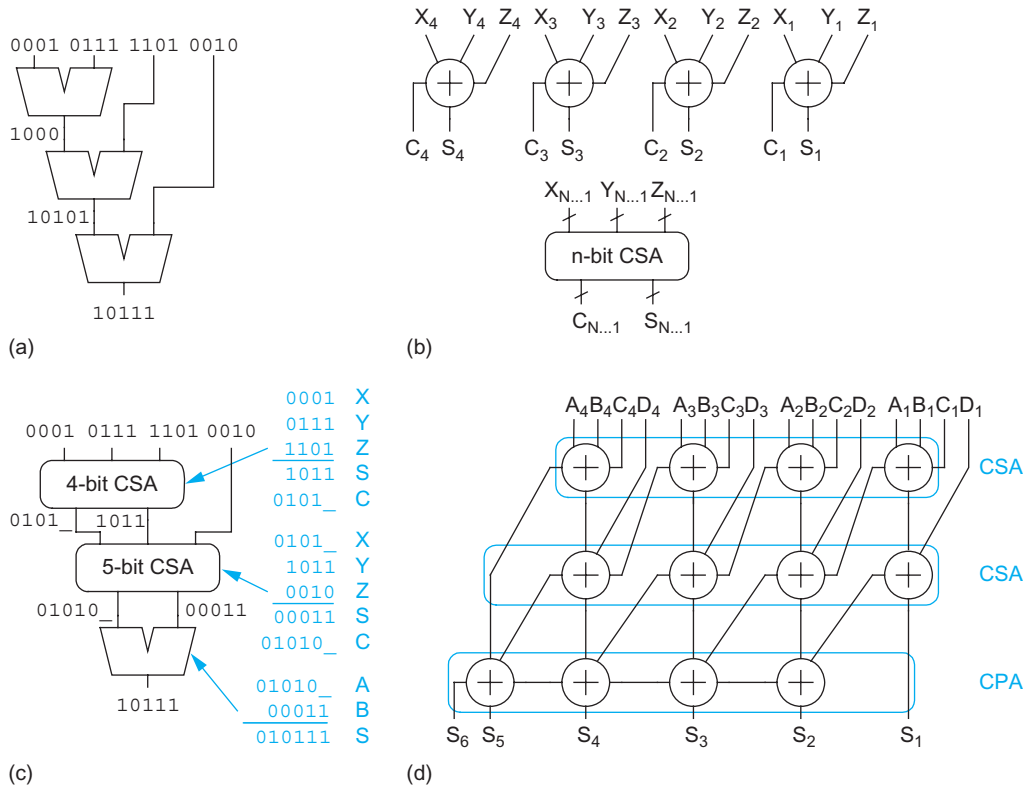 0001 0111 1101 0010
1000
10101
10111
(a)
X4 Y4 Z4 X3 Y3 Z3 X2 Y2 Z2 X1 Y1 Z1
C4 S4 C3 S3 C2 S2 C1 S1
XN...1 YN...1 ZN...1
n-bit CSA
CN...1 SN...1
(b)
0001 0111 1101 0010
4-bit CSA
0101_ 1011
5-bit CSA
01010_ 00011
10111
0001 X
0111 Y
1101 Z
1011 S
0101_ C
0101_ X
1011 Y
0010 Z
00011 S
01010_ C
01010_ A
00011 B
010111 S
(c)
A4B4C4D4 A3B3C3D3 A2B2C2D2 A1B1C1D1
CSA
CSA
CPA
S6 S5 S4 S3 S2 S1
(d)